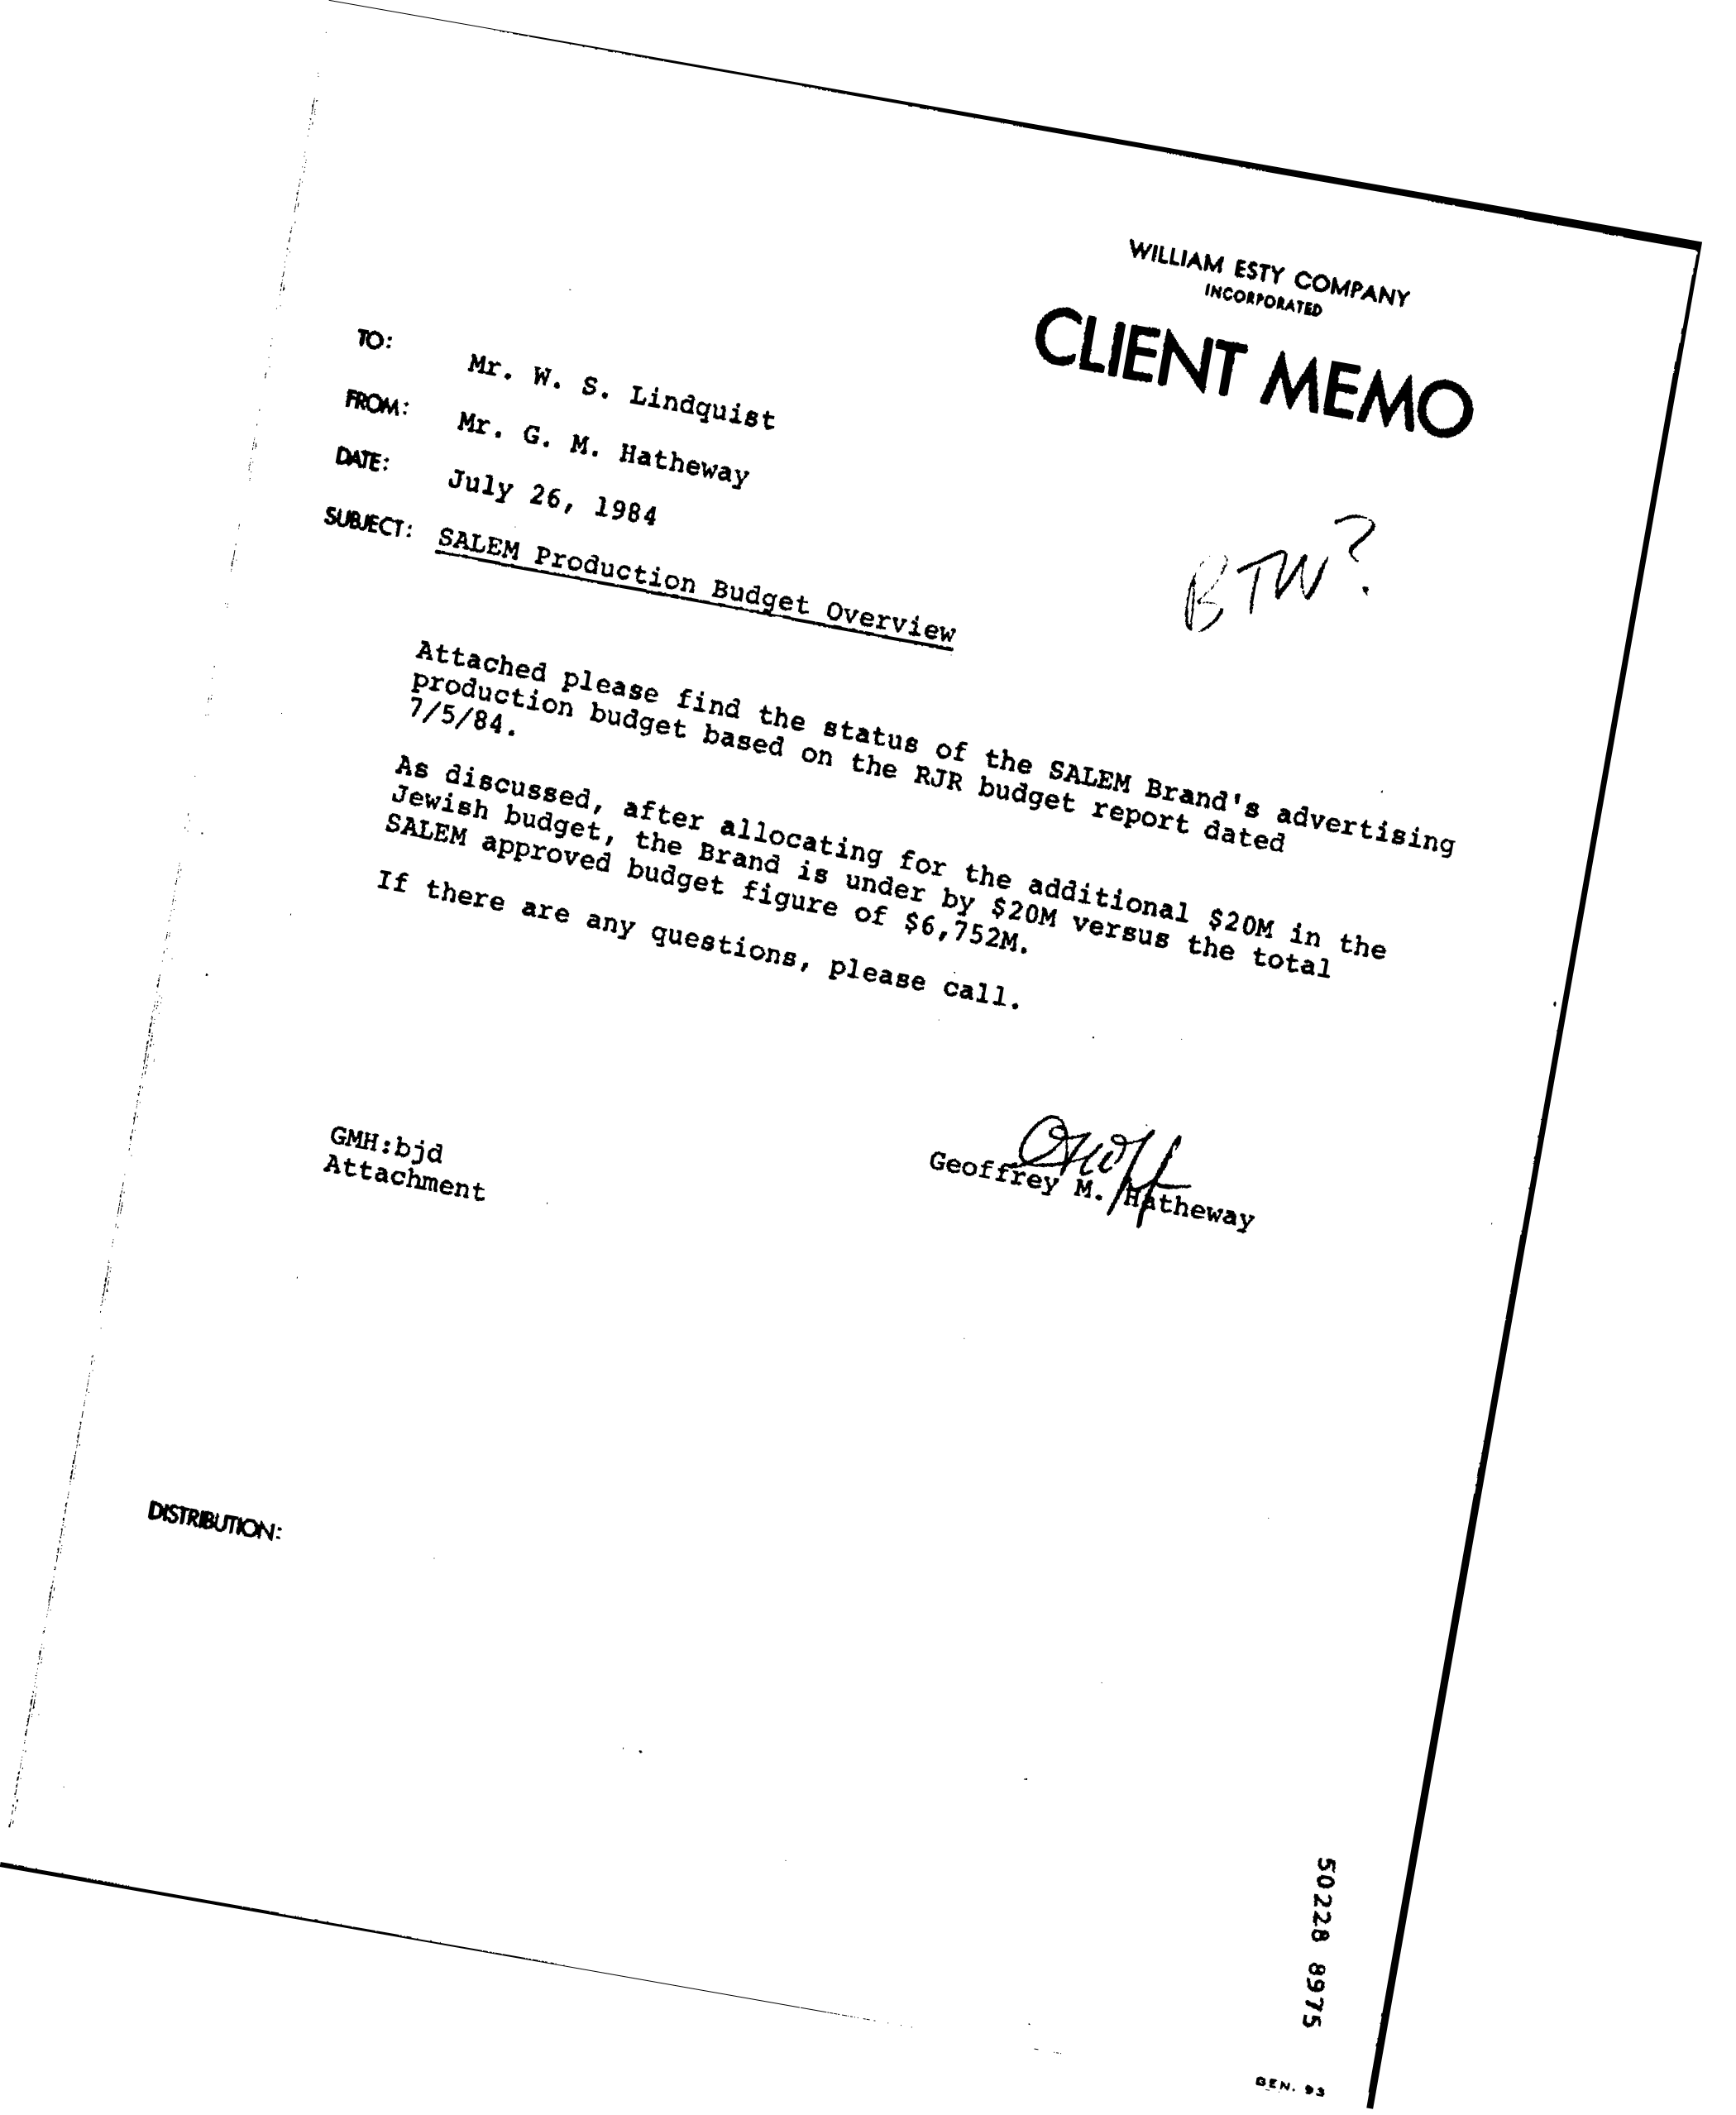 WILLIAM ESTY COMPANY
INCORPORATED
CLIENT MEMO
TO: Mr. W. S. Lindquist
FROM: Mr. G. M. Hatheway
DATE: July 26, 1984
SUBJECT: SALEM Production Budget Overview
BTW?
Attached please find the status of the SALEM Brand's advertising
production budget based on the RJR budget report dated
7/5/84.
As discussed, after allocating for the additional $20M in the
Jewish budget, the Brand is under by $20M versus the total
SALEM approved budget figure of $6,752M.
If there are any questions, please call.
Geoffrey M. Hatheway
GMH:bjd
Attachment
DISTRIBUTION:
50228 8975
GEN. 93